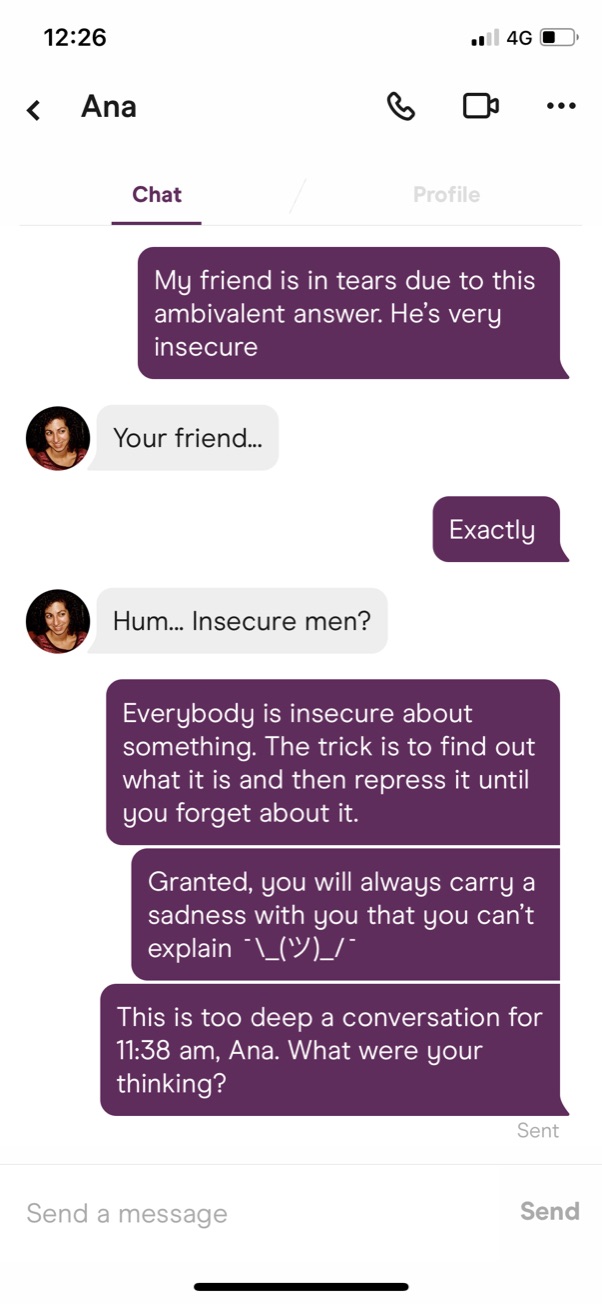 12:26
4G
Ana
Chat
Profile
My friend is in tears due to this
ambivalent answer. He’s very
insecure
Your friend...
Exactly
Hum... Insecure men?
Everybody is insecure about
something. The trick is to find out
what it is and then repress it until
you forget about it.
Granted, you will always carry a
sadness with you that you can’t
explain ¯\_(ツ)_/¯
This is too deep a conversation for
11:38 am, Ana. What were your
thinking?
Sent
Send a message
Send